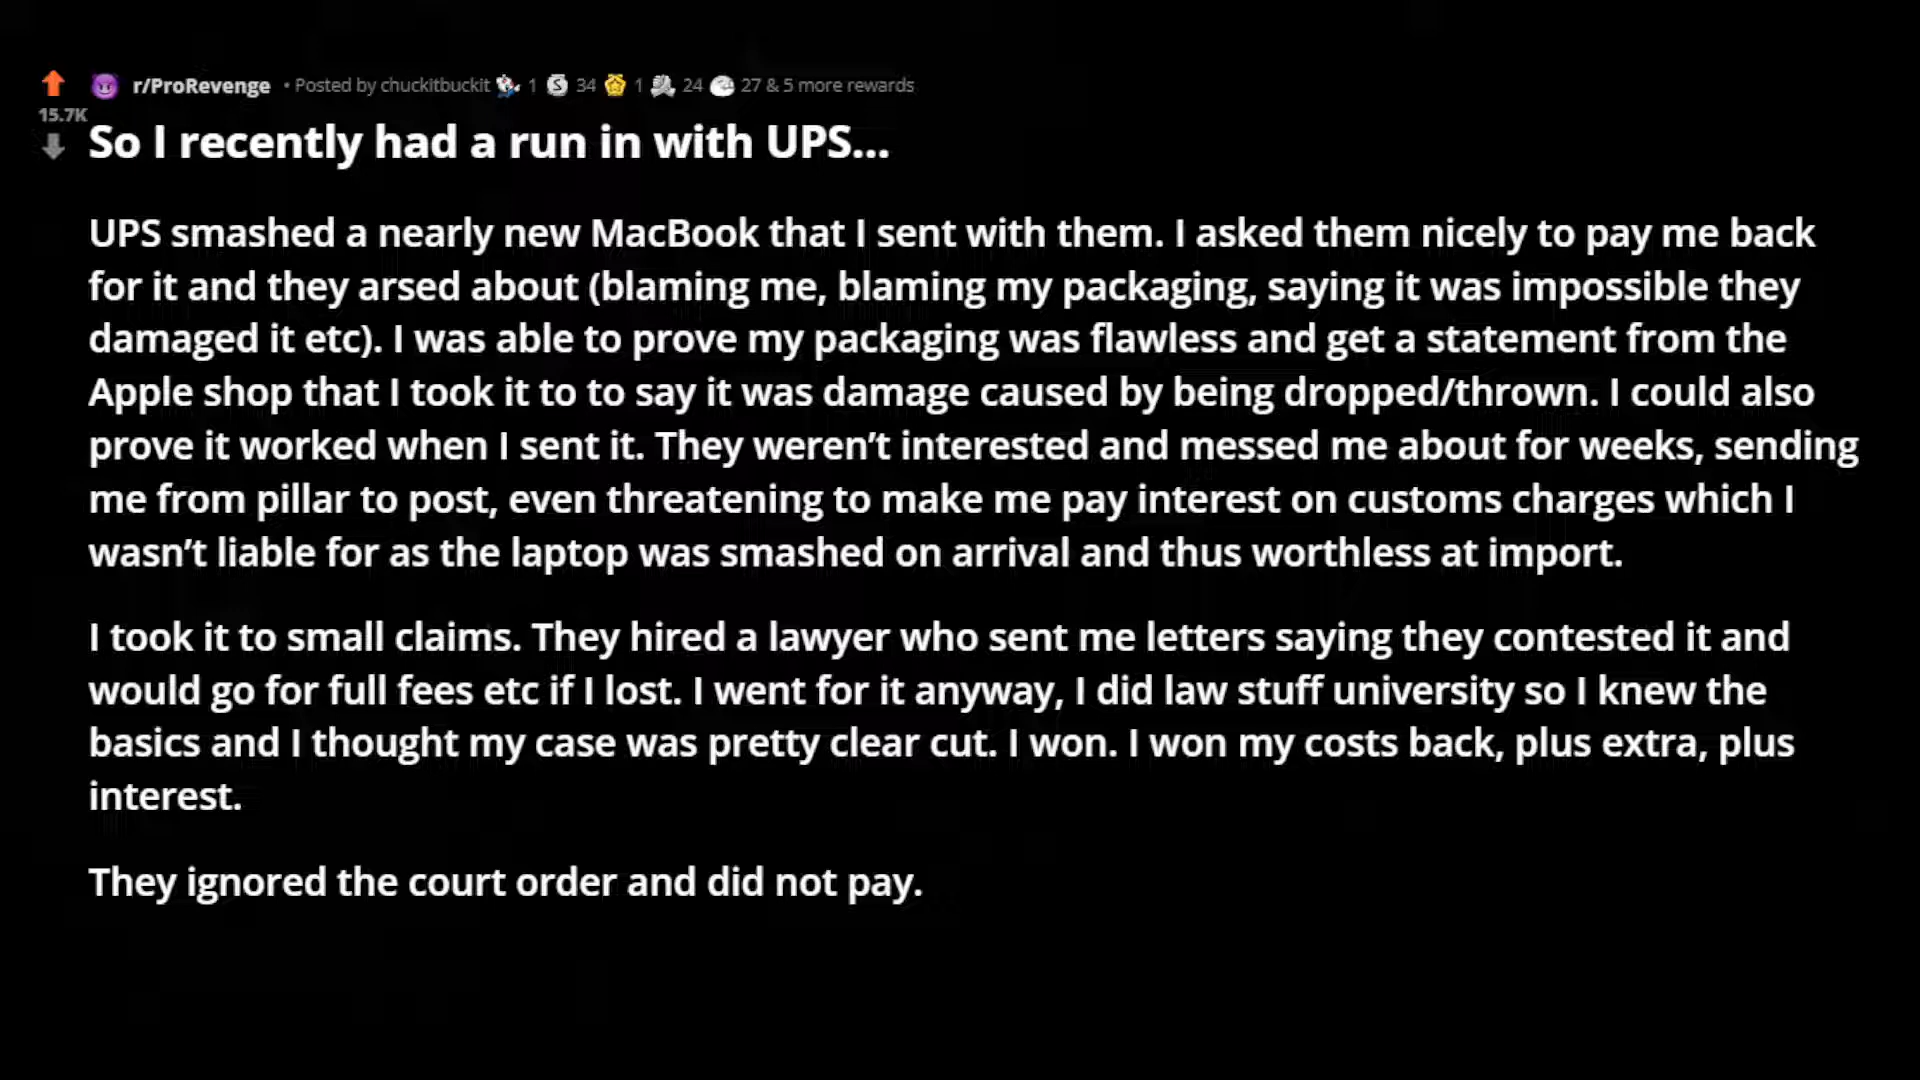 r/ProRevenge • Posted by chuckitbuckit 1 34 1 24 27 & 5 more rewards
15.7K
So I recently had a run in with UPS...
UPS smashed a nearly new MacBook that I sent with them. I asked them nicely to pay me back
for it and they arsed about (blaming me, blaming my packaging, saying it was impossible they
damaged it etc). I was able to prove my packaging was flawless and get a statement from the
Apple shop that I took it to to say it was damage caused by being dropped/thrown. I could also
prove it worked when I sent it. They weren’t interested and messed me about for weeks, sending
me from pillar to post, even threatening to make me pay interest on customs charges which I
wasn’t liable for as the laptop was smashed on arrival and thus worthless at import.
I took it to small claims. They hired a lawyer who sent me letters saying they contested it and
would go for full fees etc if I lost. I went for it anyway, I did law stuff university so I knew the
basics and I thought my case was pretty clear cut. I won. I won my costs back, plus extra, plus
interest.
They ignored the court order and did not pay.